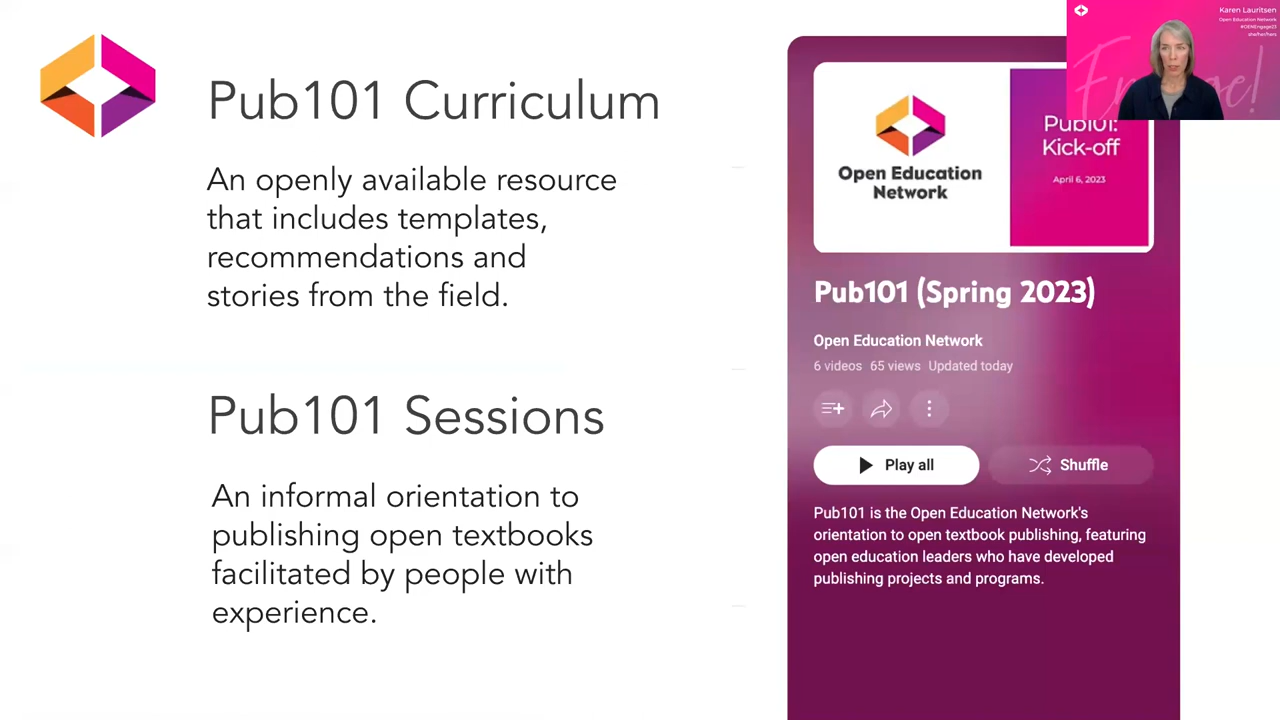 Pub101 Curriculum
An openly available resource
that includes templates,
recommendations and
stories from the field.
Pub101 Sessions
An informal orientation to
publishing open textbooks
facilitated by people with
experience.
Open Education
Network
Pub101:
Kick-off
April 6, 2023
Pub101 (Spring 2023)
Open Education Network
6 videos 65 views Updated today
Play all
Shuffle
Pub101 is the Open Education Network's
orientation to open textbook publishing, featuring
open education leaders who have developed
publishing projects and programs.
Karen Lauritsen
Open Education Network
#OENEngage23
she/her/hers